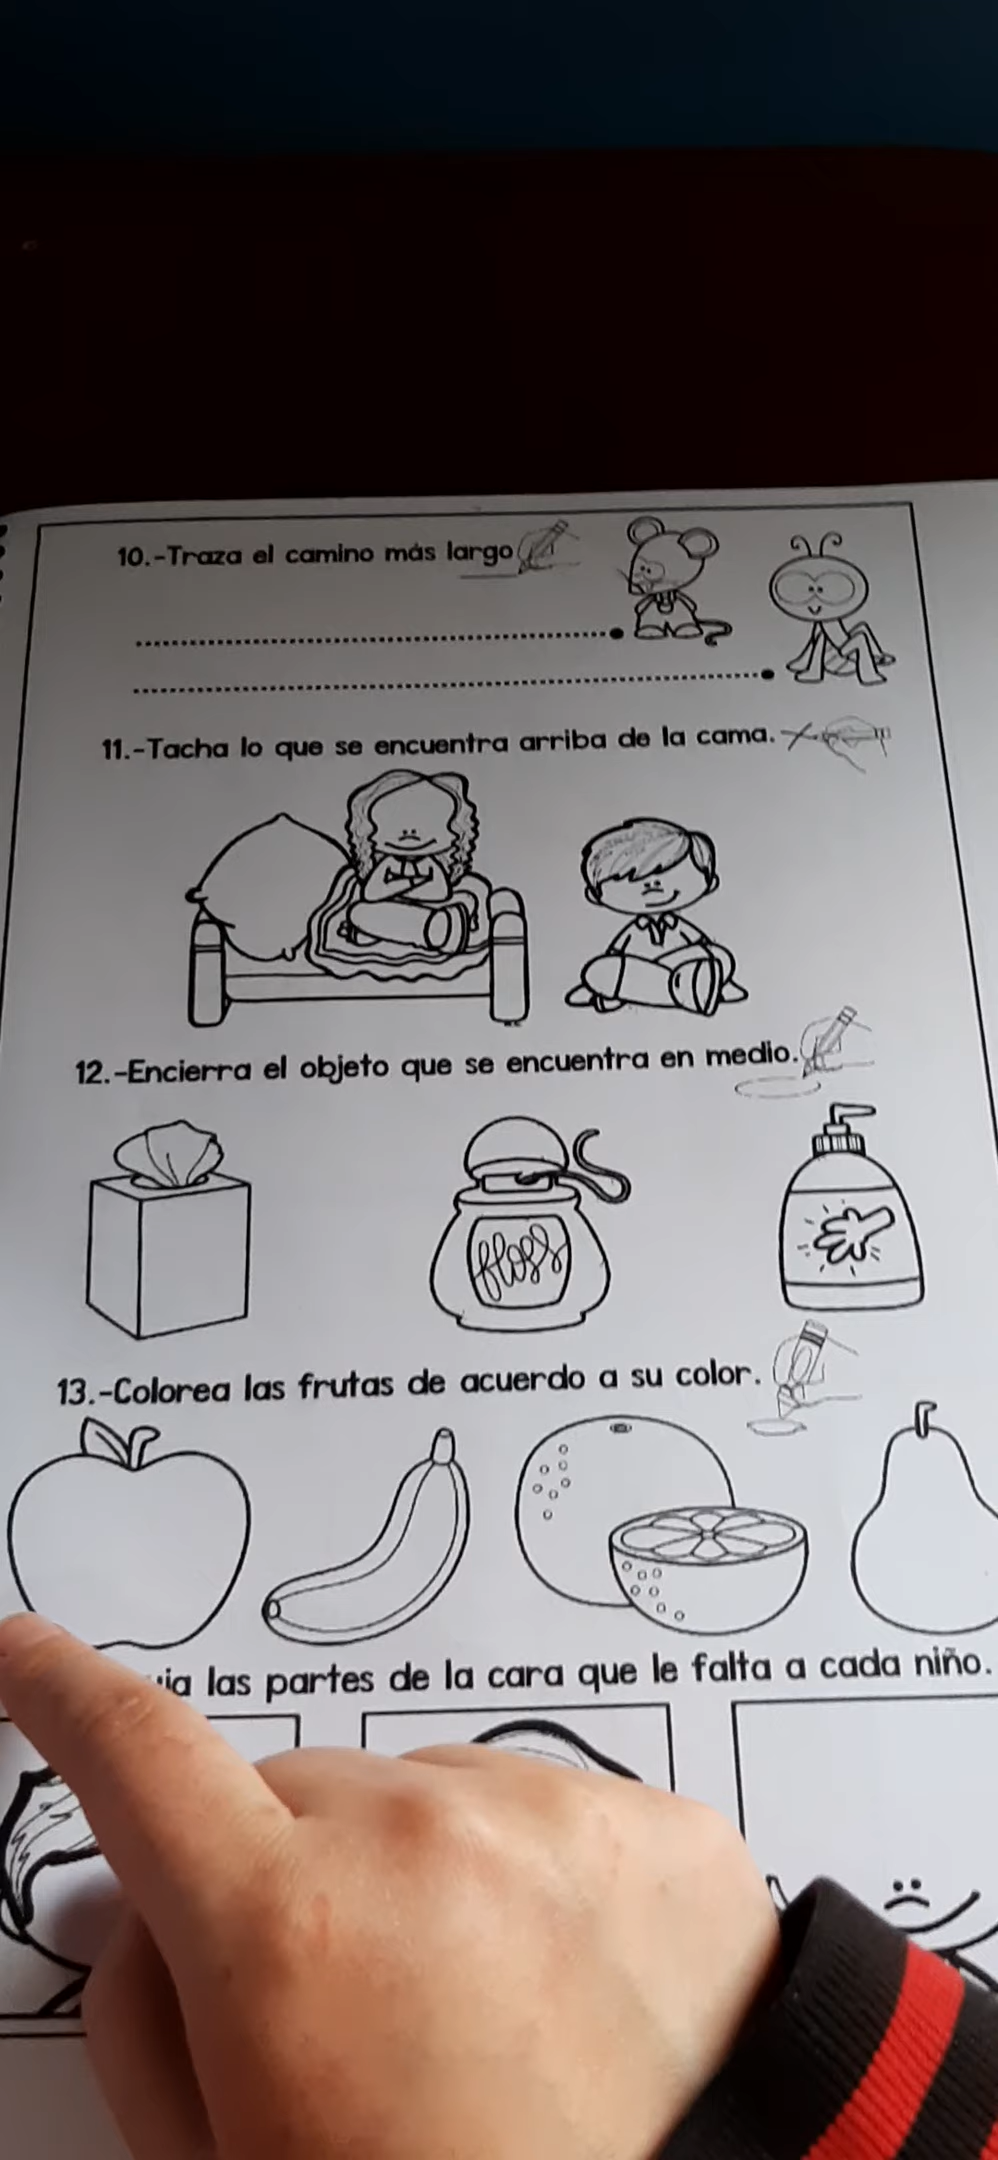 10.-Traza el camino más largo
11.-Tacha lo que se encuentra arriba de la cama.
12.-Encierra el objeto que se encuentra en medio.
floss
13.-Colorea las frutas de acuerdo a su color.
las partes de la cara que le falta a cada niño.